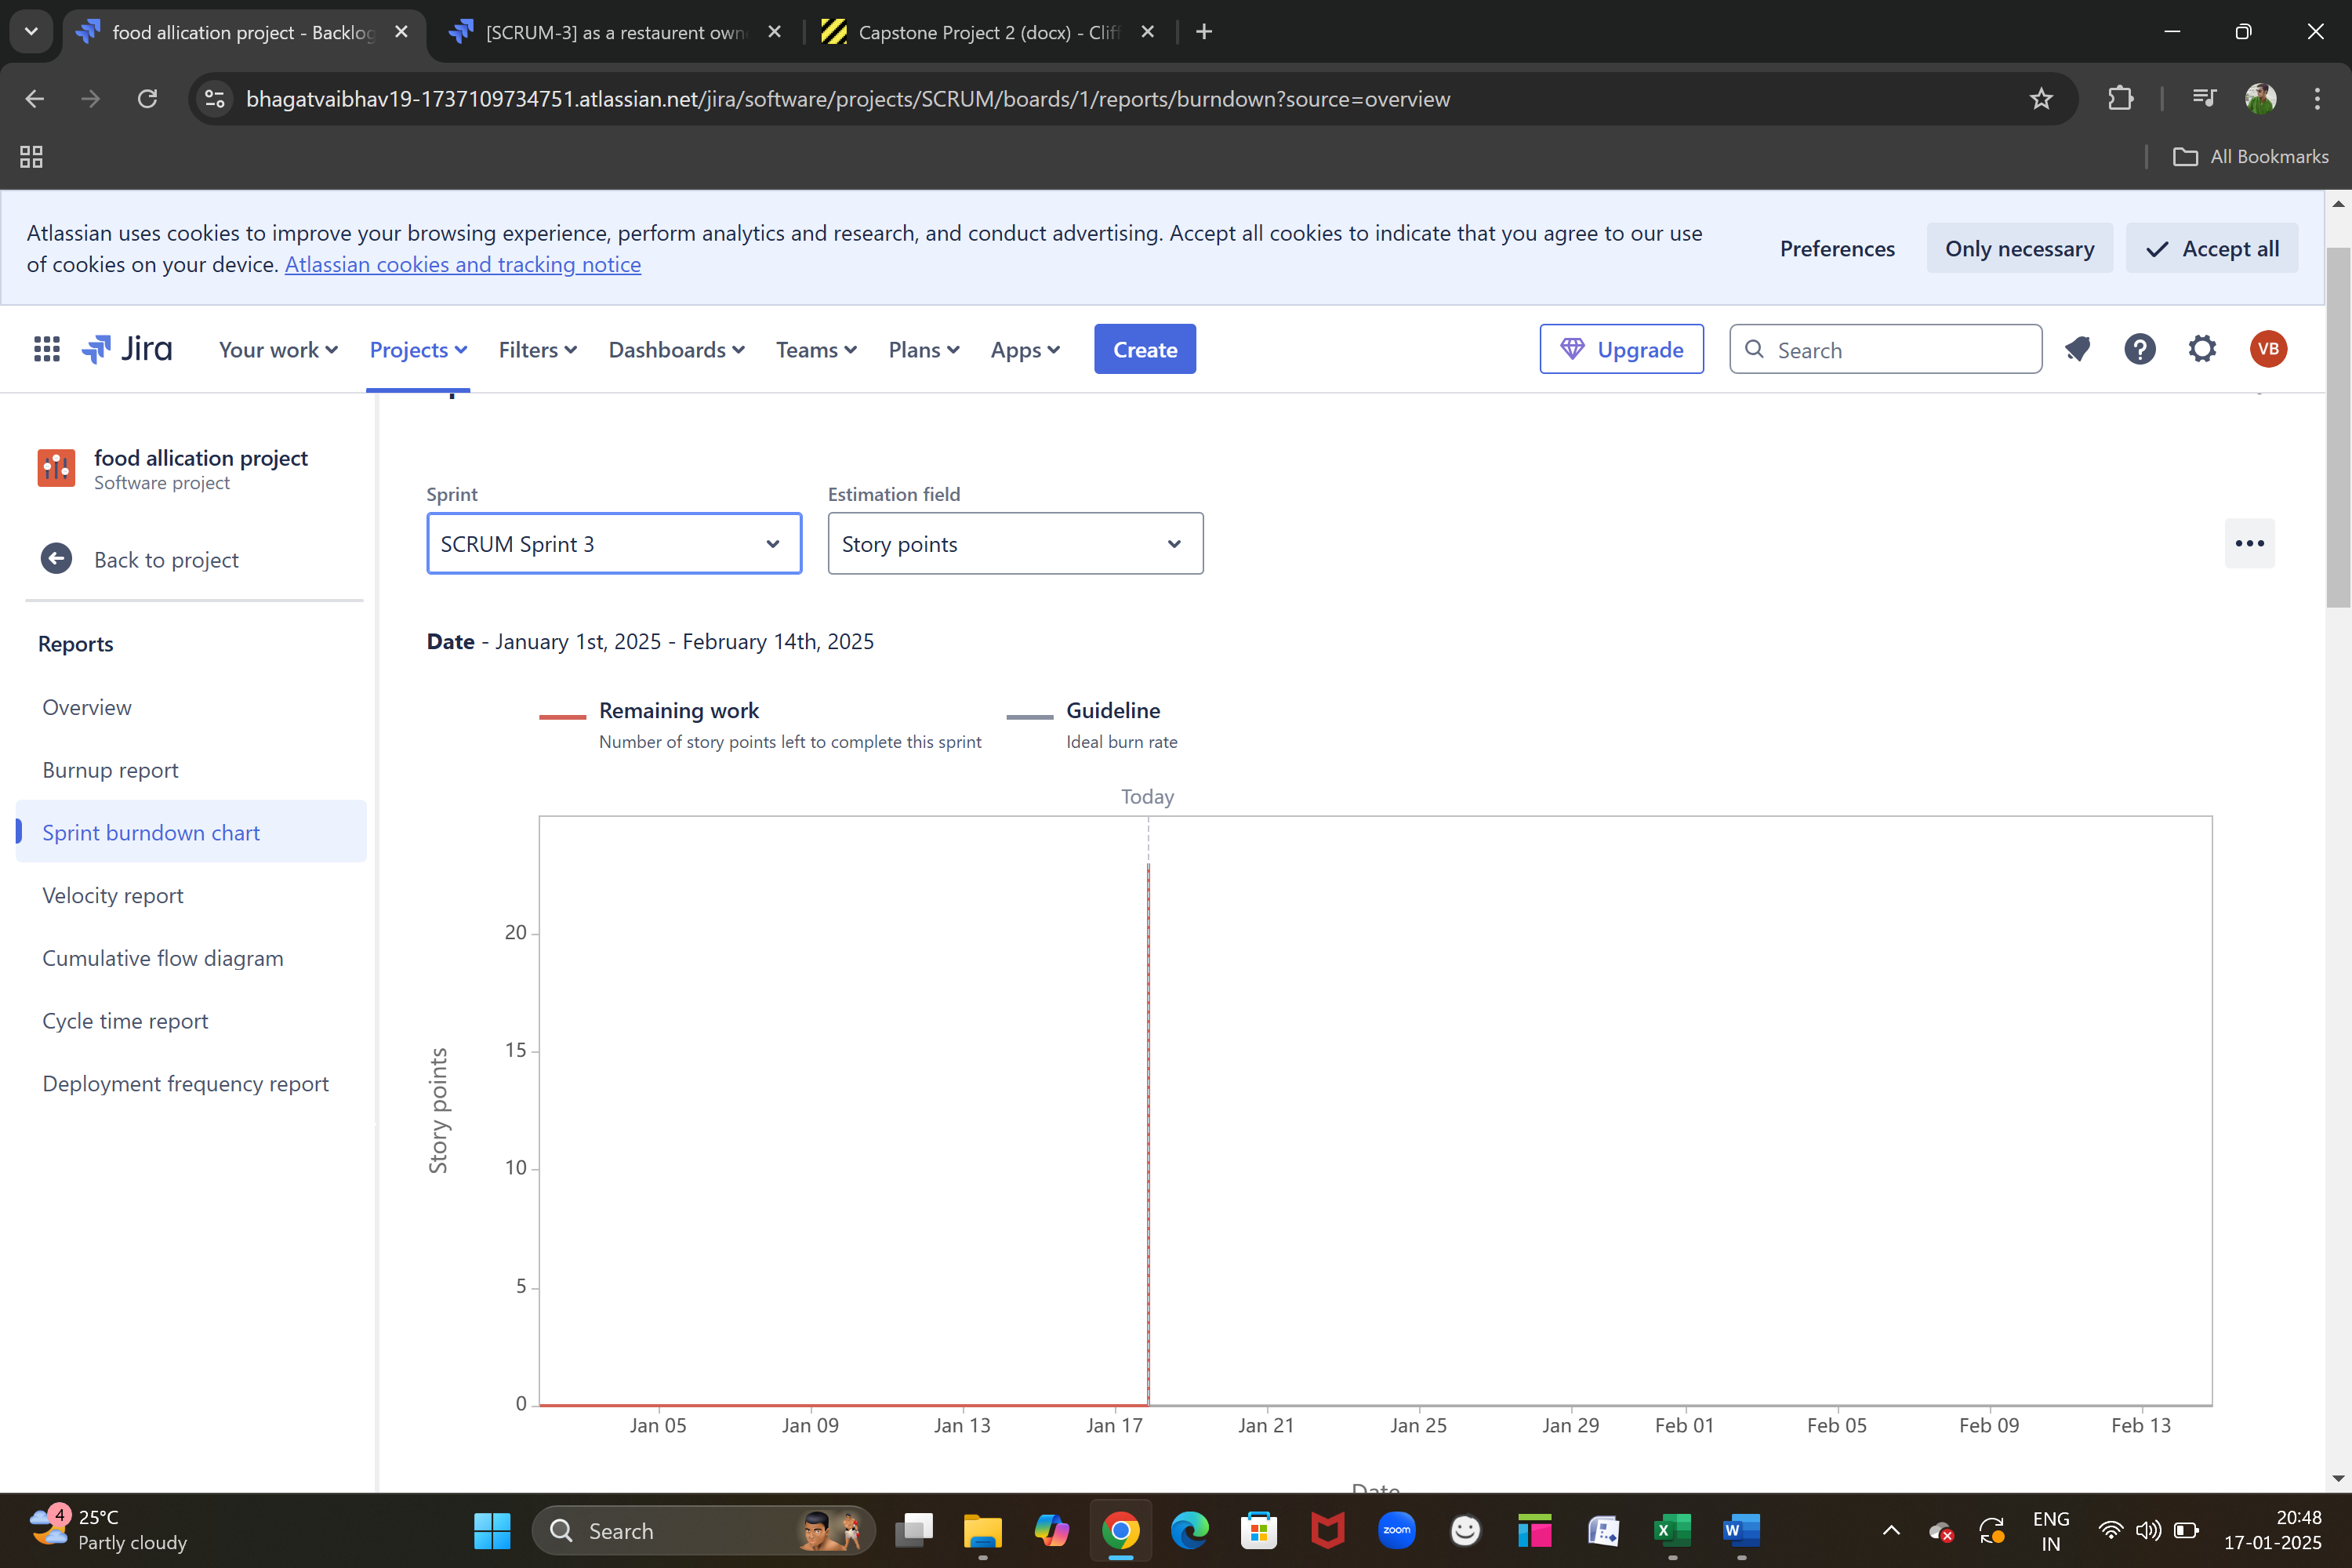 food allication project - Backlog
[SCRUM-3] as a restaurent own
Capstone Project 2 (docx) - Cliff
bhagatvaibhav19-1737109734751.atlassian.net/jira/software/projects/SCRUM/boards/1/reports/burndown?source=overview
All Bookmarks
Atlassian uses cookies to improve your browsing experience, perform analytics and research, and conduct advertising. Accept all cookies to indicate that you agree to our use
of cookies on your device. Atlassian cookies and tracking notice
Preferences
Only necessary
Accept all
Jira
Your work
Projects
Filters
Dashboards
Teams
Plans
Apps
Create
Upgrade
Search
VB
food allication project
Software project
Back to project
Reports
Overview
Burnup report
Sprint burndown chart
Velocity report
Cumulative flow diagram
Cycle time report
Deployment frequency report
Sprint
SCRUM Sprint 3
Estimation field
Story points
Date - January 1st, 2025 - February 14th, 2025
Remaining work
Number of story points left to complete this sprint
Guideline
Ideal burn rate
Today
Story points
20
15
10
5
0
Jan 05
Jan 09
Jan 13
Jan 17
Jan 21
Jan 25
Jan 29
Feb 01
Feb 05
Feb 09
Feb 13
Date
4
25°C
Partly cloudy
Search
zoom
X
W
ENG
IN
20:48
17-01-2025